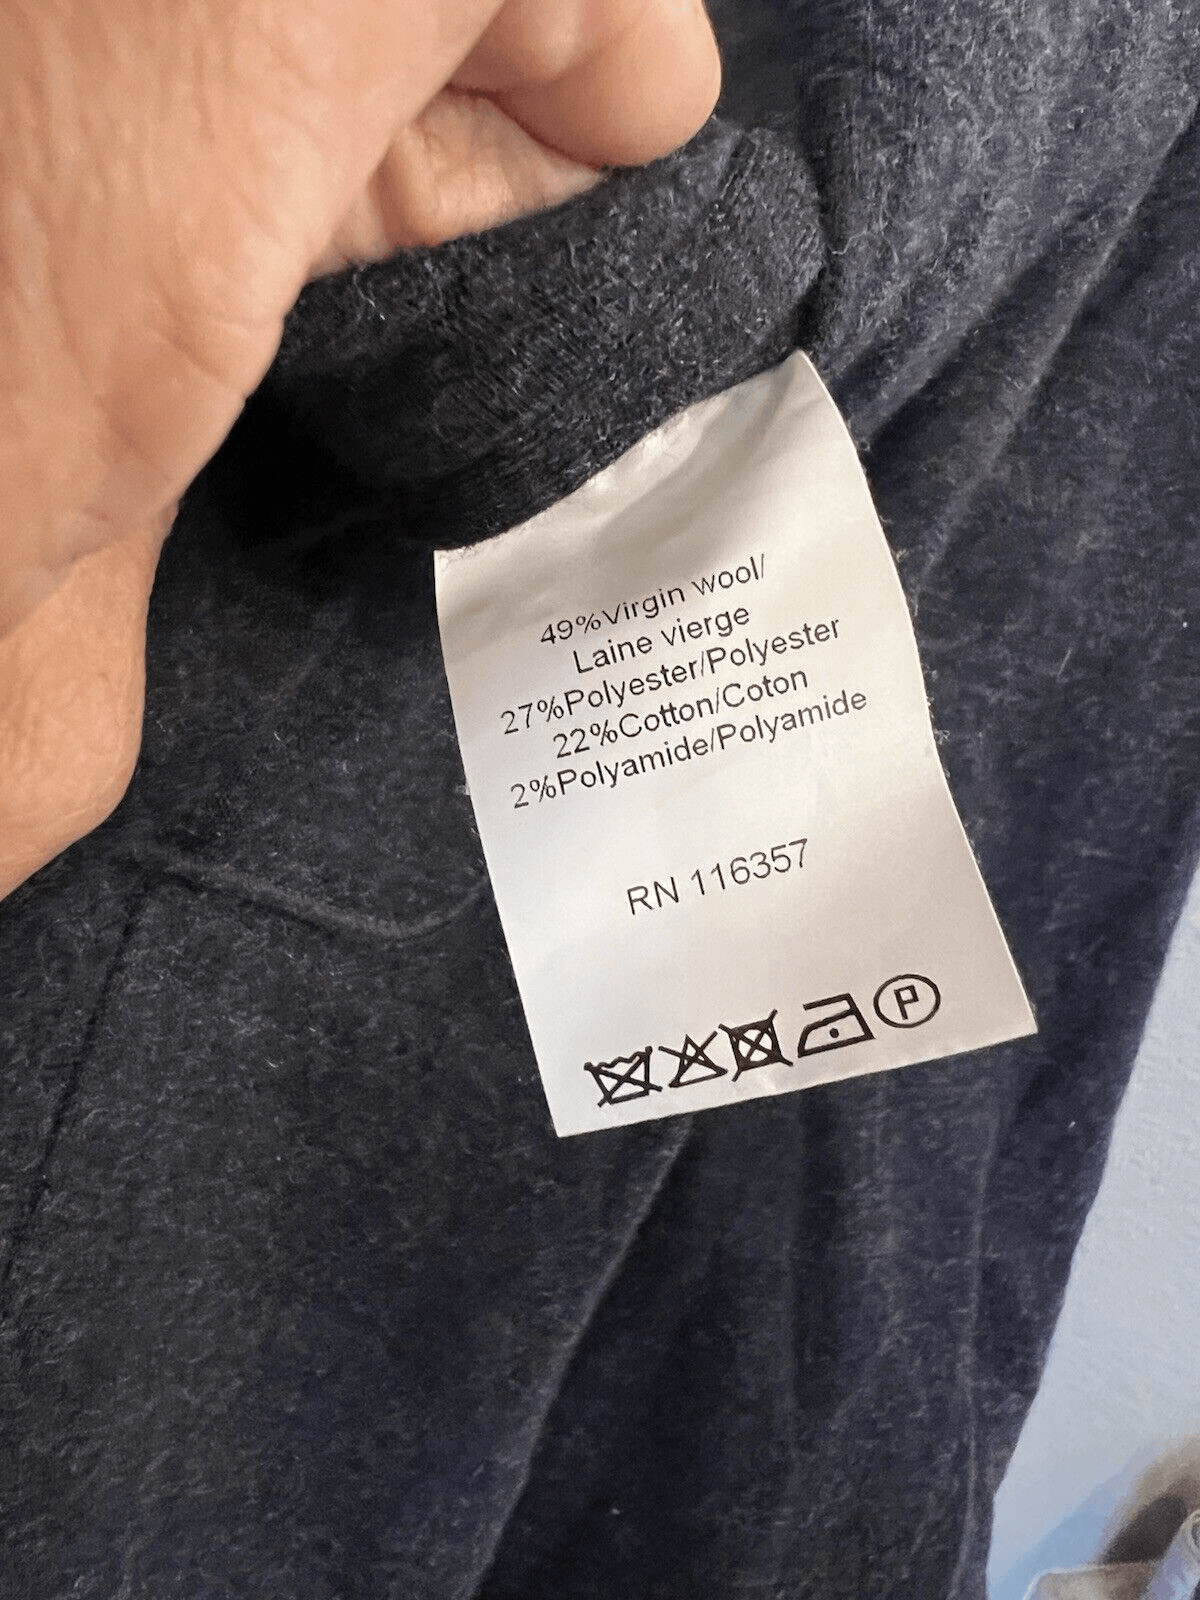 49%Virgin wool/
Laine vierge
27%Polyester/Polyester
22%Cotton/Coton
2%Polyamide/Polyamide
RN 116357
P